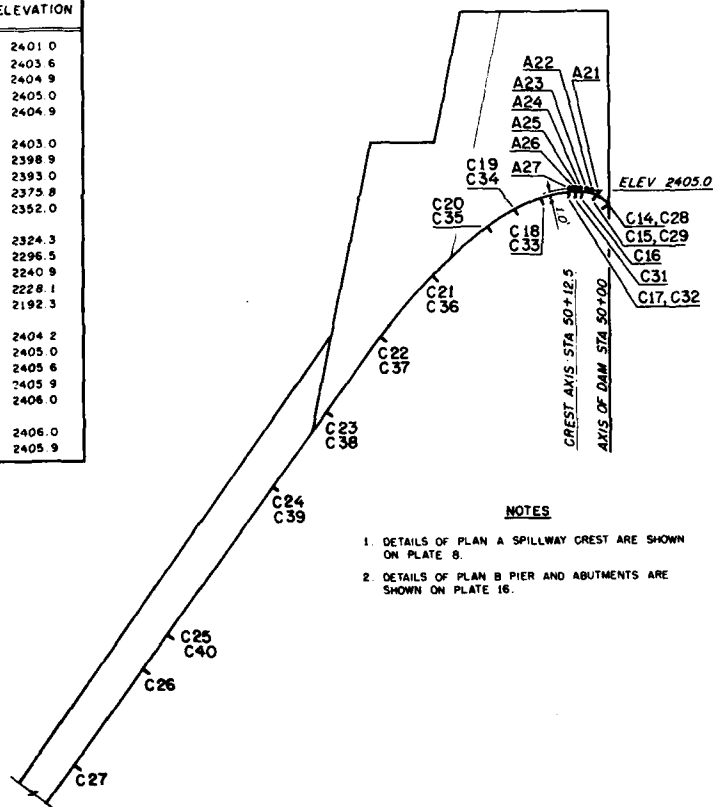 ELEVATION
2401.0
2403.6
2404.9
2405.0
2404.9
2403.0
2398.9
2393.0
2375.8
2352.0
2324.3
2296.5
2240.9
2228.1
2192.3
2404.2
2405.0
2405.6
2405.9
2406.0
2406.0
2405.9
A22
A23
A21
A24
A25
A26
A27
C19
C34
ELEV 2405.0
C20
C35
C18
C33
C14, C28
C15, C29
C16
C31
C17, C32
C21
C36
CREST AXIS STA 50+12.5
AXIS OF DAM STA 50+00
C22
C37
C23
C38
C24
C39
NOTES
1. DETAILS OF PLAN A SPILLWAY CREST ARE SHOWN
ON PLATE 8.
2. DETAILS OF PLAN B PIER AND ABUTMENTS ARE
SHOWN ON PLATE 16.
C25
C40
C26
C27